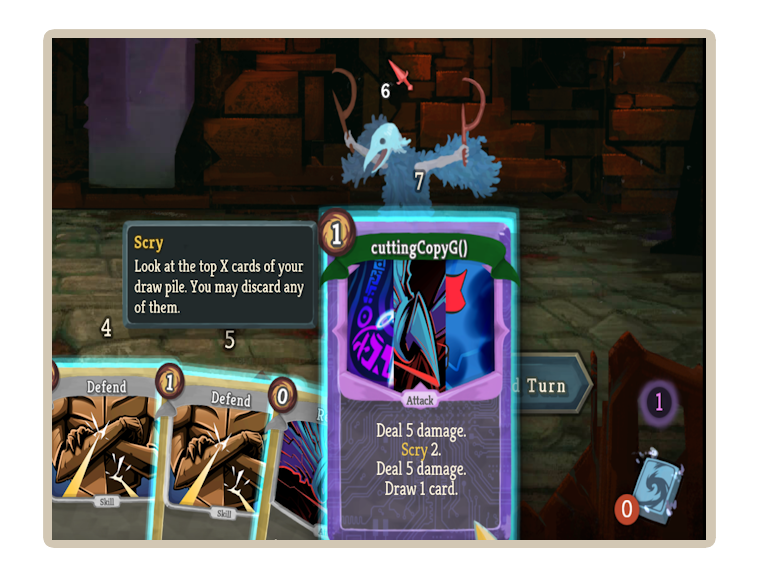 6
7
Scry
Look at the top X cards of your
draw pile. You may discard any
of them.
4
5
1
cuttingCopyG()
Attack
Deal 5 damage.
Scry 2.
Deal 5 damage.
Draw 1 card.
Defend
Skill
1
Defend
Skill
0
R
d Turn
1
0